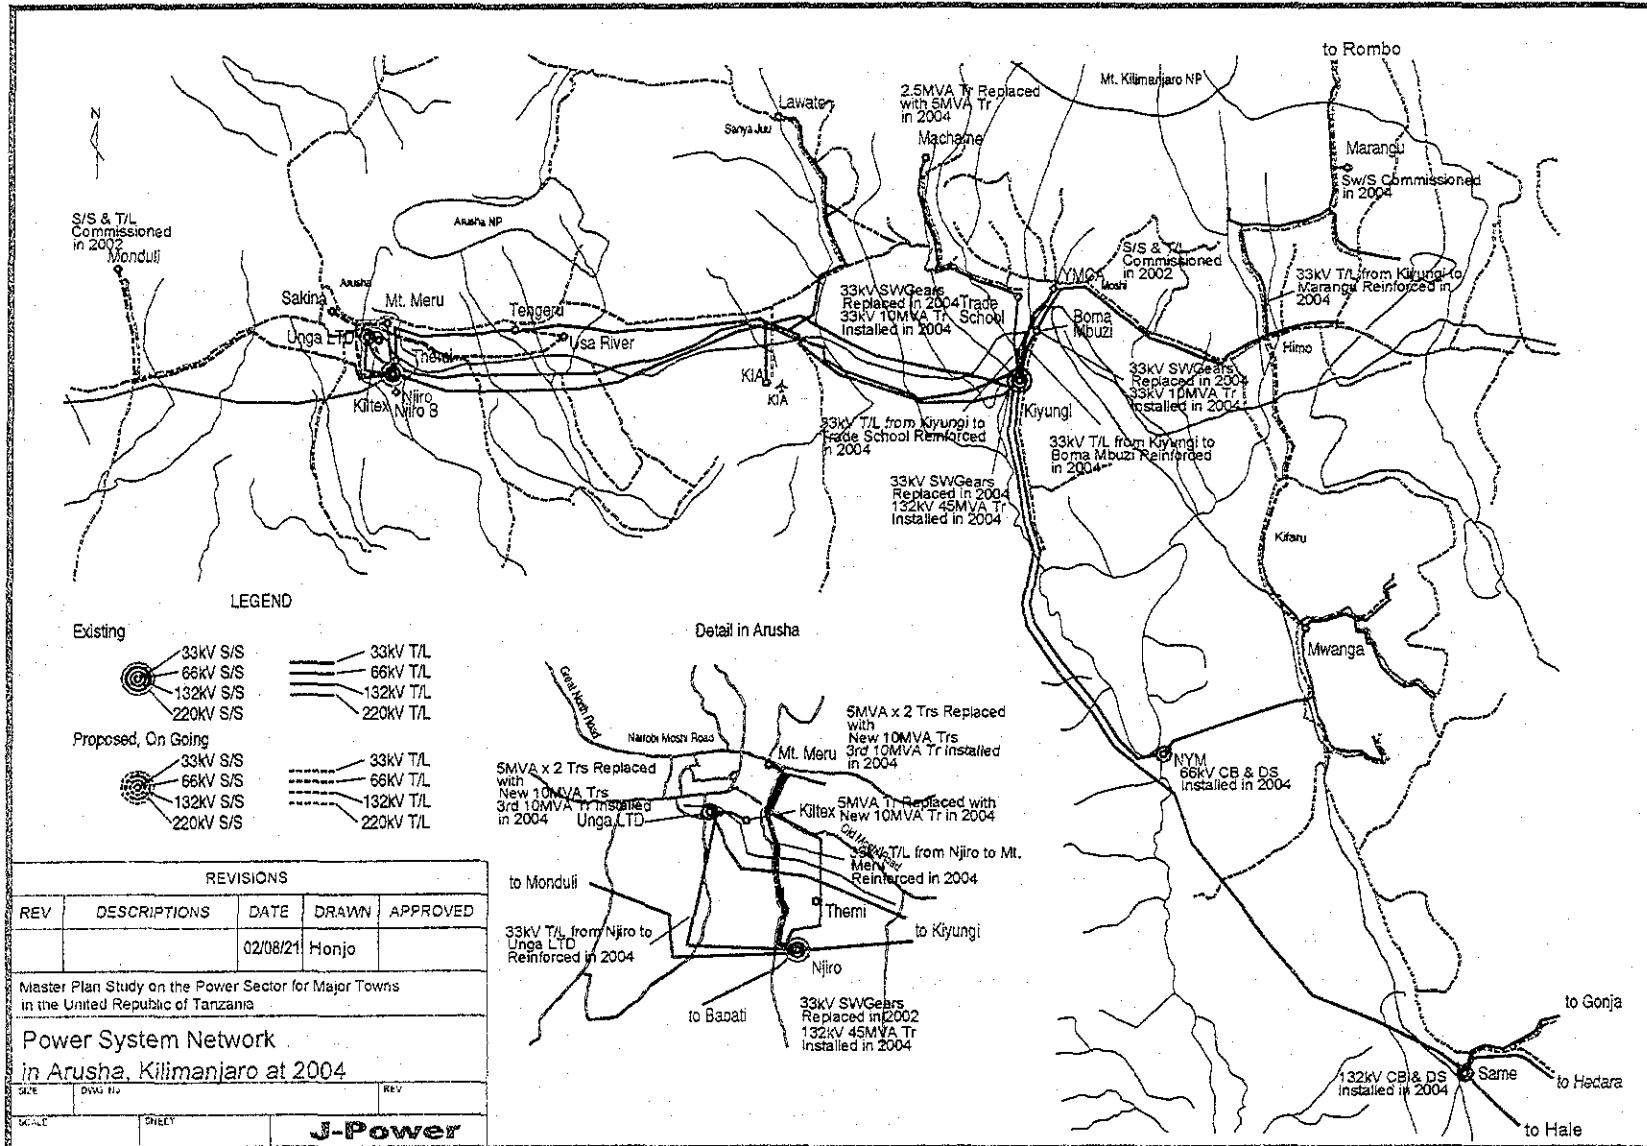 to Rombo
Mt. Kilimanjaro NP
2.5MVA Tr Replaced
with 5MVA Tr
in 2004
Machame
Lawate
Sanya Juu
N
Marangu
Sw/S Commissioned
in 2004
S/S & T/L
Commissioned
in 2002
Monduli
Arusha NP
Arusha
Sakina
Mt. Meru
Tengeru
Unga LTD
Themi
Usa River
Kiltex
Njiro
Njiro B
KIA
KIA
33kV SWGears
Replaced in 2004
33kV 10MVA Tr
Installed in 2004
Trade
School
YMCA
Moshi
S/S & T/L
Commissioned
in 2002
Boma
Mbuzi
33kV T/L from Kiyungi to
Marangu Reinforced in
2004
Himo
33kV SWGears
Replaced in 2004
33kV 10MVA Tr
Installed in 2004
Kiyungi
33kV T/L from Kiyungi to
Trade School Reinforced
in 2004
33kV T/L from Kiyungi to
Boma Mbuzi Reinforced
in 2004
33kV SWGears
Replaced in 2004
132kV 45MVA Tr
Installed in 2004
Kifaru
Mwanga
NYM
66kV CB & DS
Installed in 2004
to Gonja
132kV CB & DS
Installed in 2004
Same
to Hedara
to Hale
LEGEND
Existing
33kV S/S
66kV S/S
132kV S/S
220kV S/S
33kV T/L
66kV T/L
132kV T/L
220kV T/L
Proposed, On Going
33kV S/S
66kV S/S
132kV S/S
220kV S/S
33kV T/L
66kV T/L
132kV T/L
220kV T/L
Detail in Arusha
Great North Road
Nairobi Moshi Road
Mt. Meru
5MVA x 2 Trs Replaced
with
New 10MVA Trs
3rd 10MVA Tr Installed
in 2004
5MVA x 2 Trs Replaced
with
New 10MVA Trs
3rd 10MVA Tr Installed
in 2004
Unga LTD
Kiltex
5MVA Tr Replaced with
New 10MVA Tr in 2004
Old Moshi Road
33kV T/L from Njiro to Mt.
Meru
Reinforced in 2004
to Monduli
Themi
33kV T/L from Njiro to
Unga LTD
Reinforced in 2004
to Kiyungi
Njiro
to Babati
33kV SWGears
Replaced in 2002
132kV 45MVA Tr
Installed in 2004
REVISIONS
REV DESCRIPTIONS DATE DRAWN APPROVED
02/08/21 Honjo
Master Plan Study on the Power Sector for Major Towns
in the United Republic of Tanzania
Power System Network
in Arusha, Kilimanjaro at 2004
SIZE DWG No REV
SCALE SHEET
J-Power